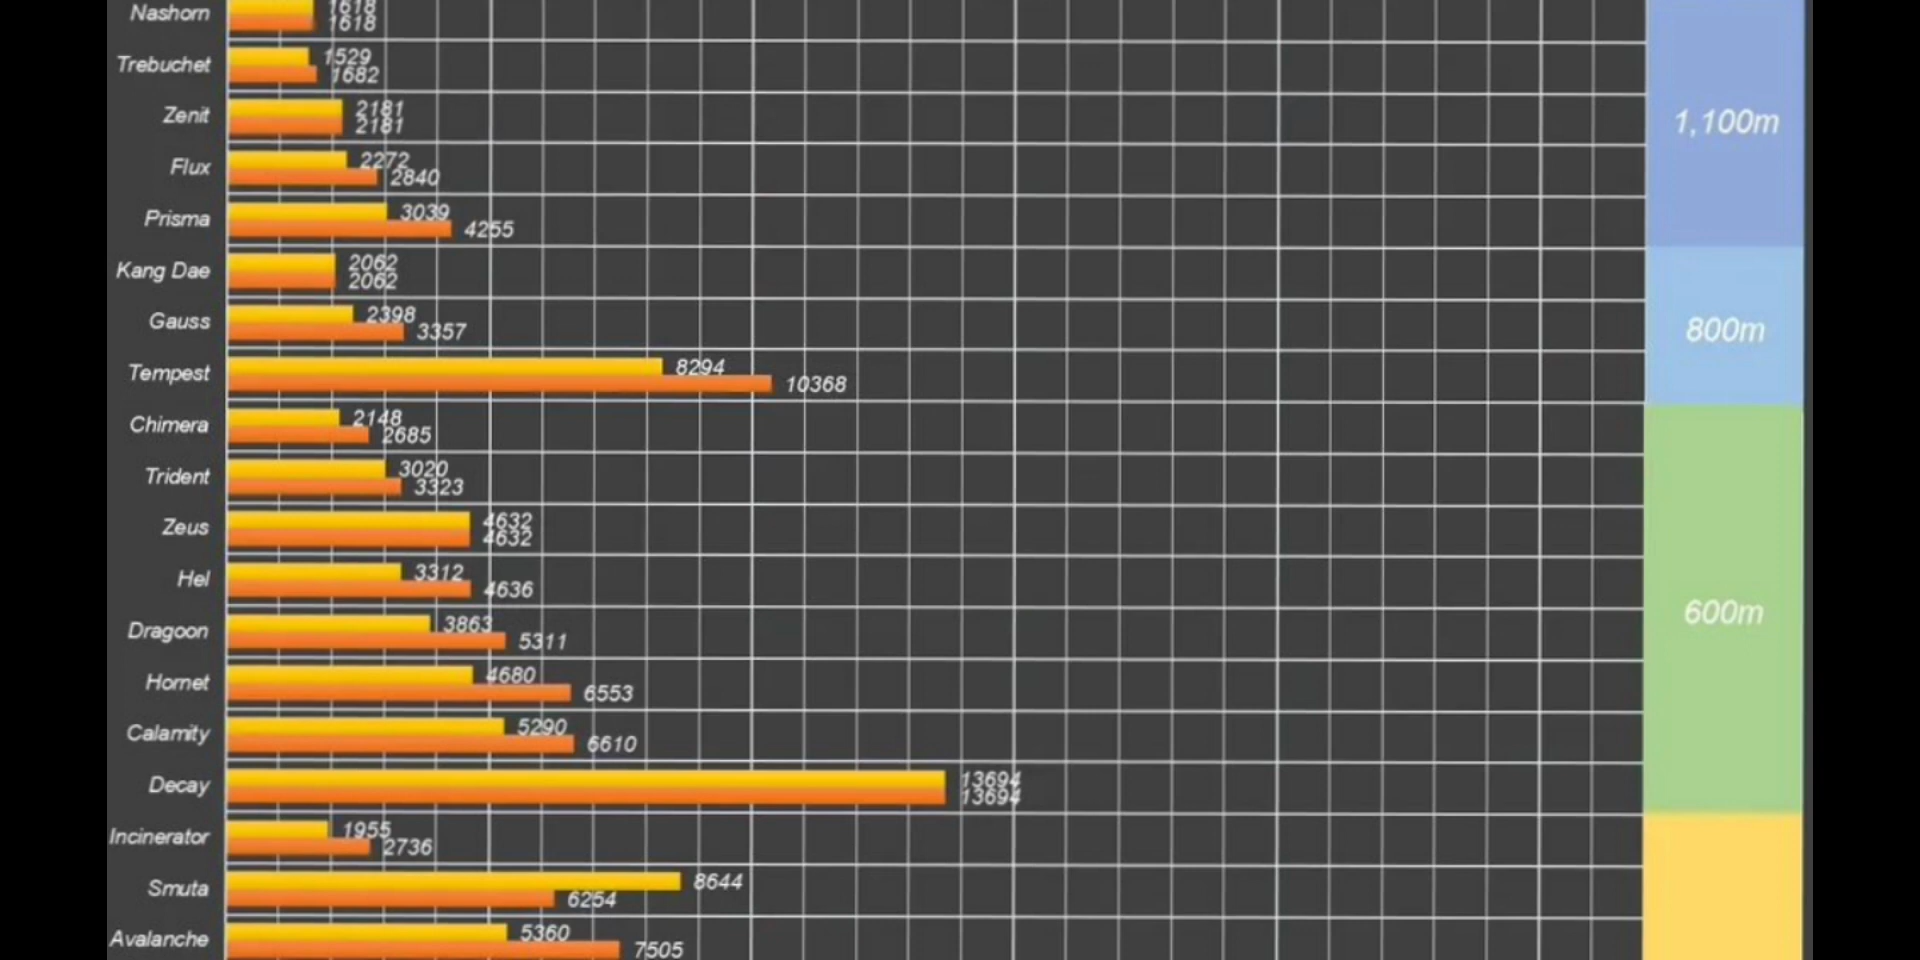 Nashorn
1618
1618
Trebuchet
1529
1682
Zenit
2181
2181
Flux
2272
2840
Prisma
3039
4255
Kang Dae
2062
2062
Gauss
2398
3357
Tempest
8294
10368
Chimera
2148
2685
Trident
3020
3323
Zeus
4632
4632
Hel
3312
4636
Dragoon
3863
5311
Hornet
4680
6553
Calamity
5290
6610
Decay
13694
13694
Incinerator
1955
2736
Smuta
8644
6254
Avalanche
5360
7505
1,100m
800m
600m